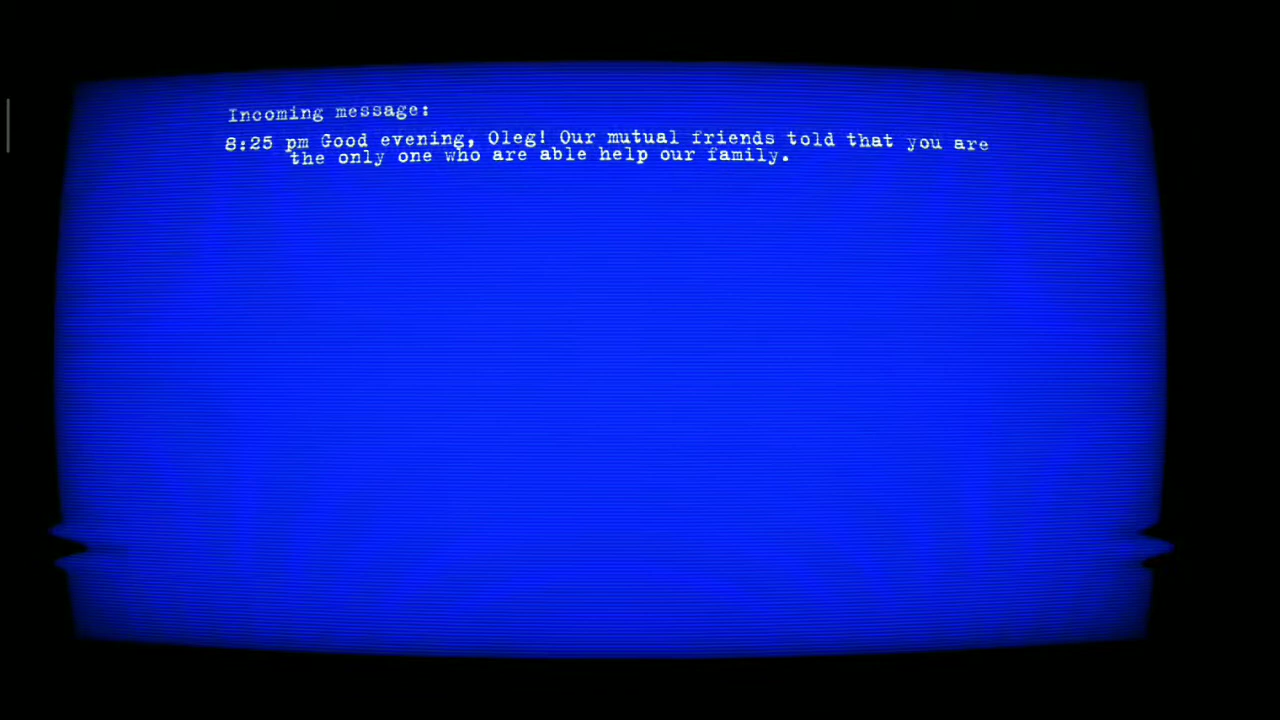 Incoming message:
8:25 pm Good evening, Oleg! Our mutual friends told that you are
the only one who are able help our family.